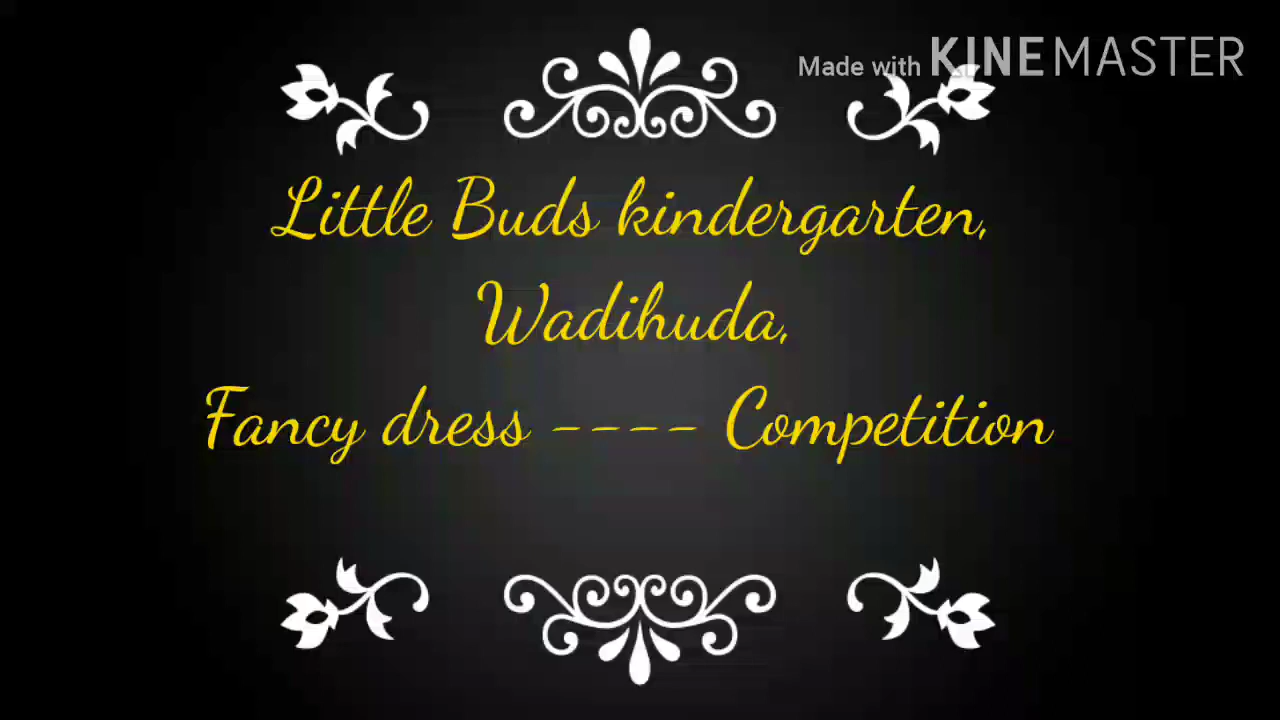 Made with KINEMASTER
Little Buds kindergarten,
Wadihuda,
Fancy dress ---- Competition